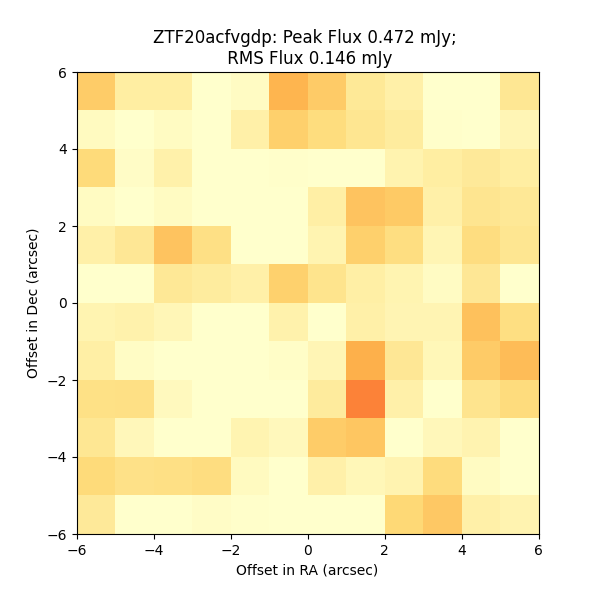 ZTF20acfvgdp: Peak Flux 0.472 mJy;
RMS Flux 0.146 mJy
6
4
2
0
−2
−4
−6
Offset in Dec (arcsec)
−6 −4 −2 0 2 4 6
Offset in RA (arcsec)